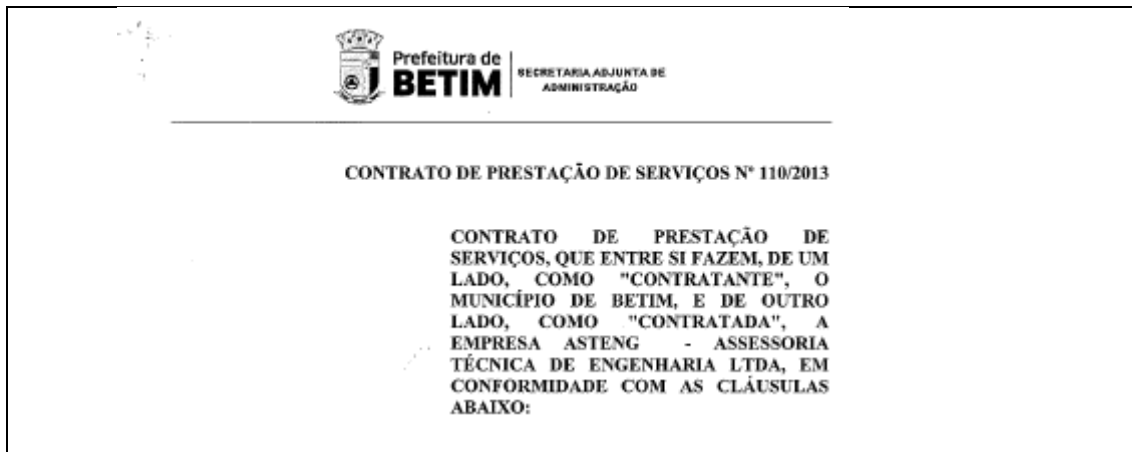 Prefeitura de
BETIM
SECRETARIA ADJUNTA DE
ADMINISTRAÇÃO
CONTRATO DE PRESTAÇÃO DE SERVIÇOS Nº 110/2013
CONTRATO DE PRESTAÇÃO DE
SERVIÇOS, QUE ENTRE SI FAZEM, DE UM
LADO, COMO "CONTRATANTE", O
MUNICÍPIO DE BETIM, E DE OUTRO
LADO, COMO "CONTRATADA", A
EMPRESA ASTENG - ASSESSORIA
TÉCNICA DE ENGENHARIA LTDA, EM
CONFORMIDADE COM AS CLÁUSULAS
ABAIXO: